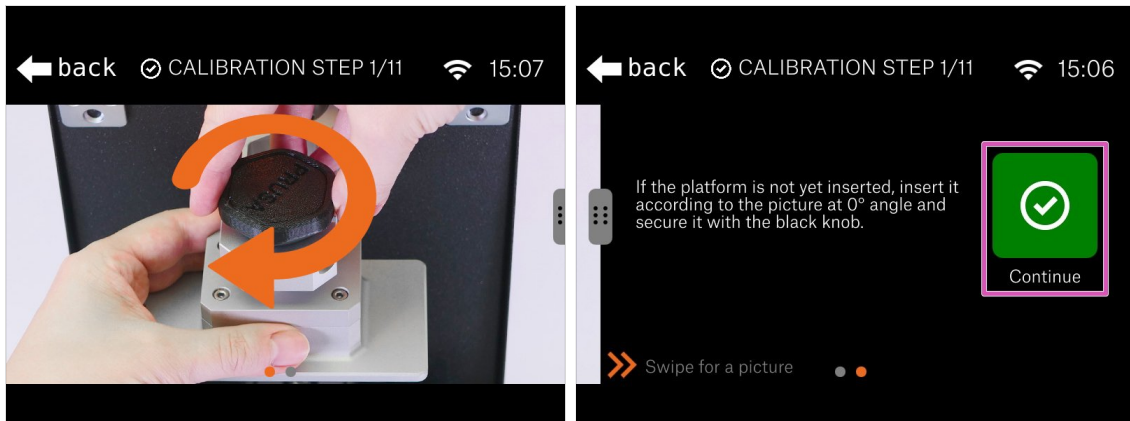 back CALIBRATION STEP 1/11 15:07
PRUSA
back CALIBRATION STEP 1/11 15:06
If the platform is not yet inserted, insert it
according to the picture at 0° angle and
secure it with the black knob.
Continue
Swipe for a picture